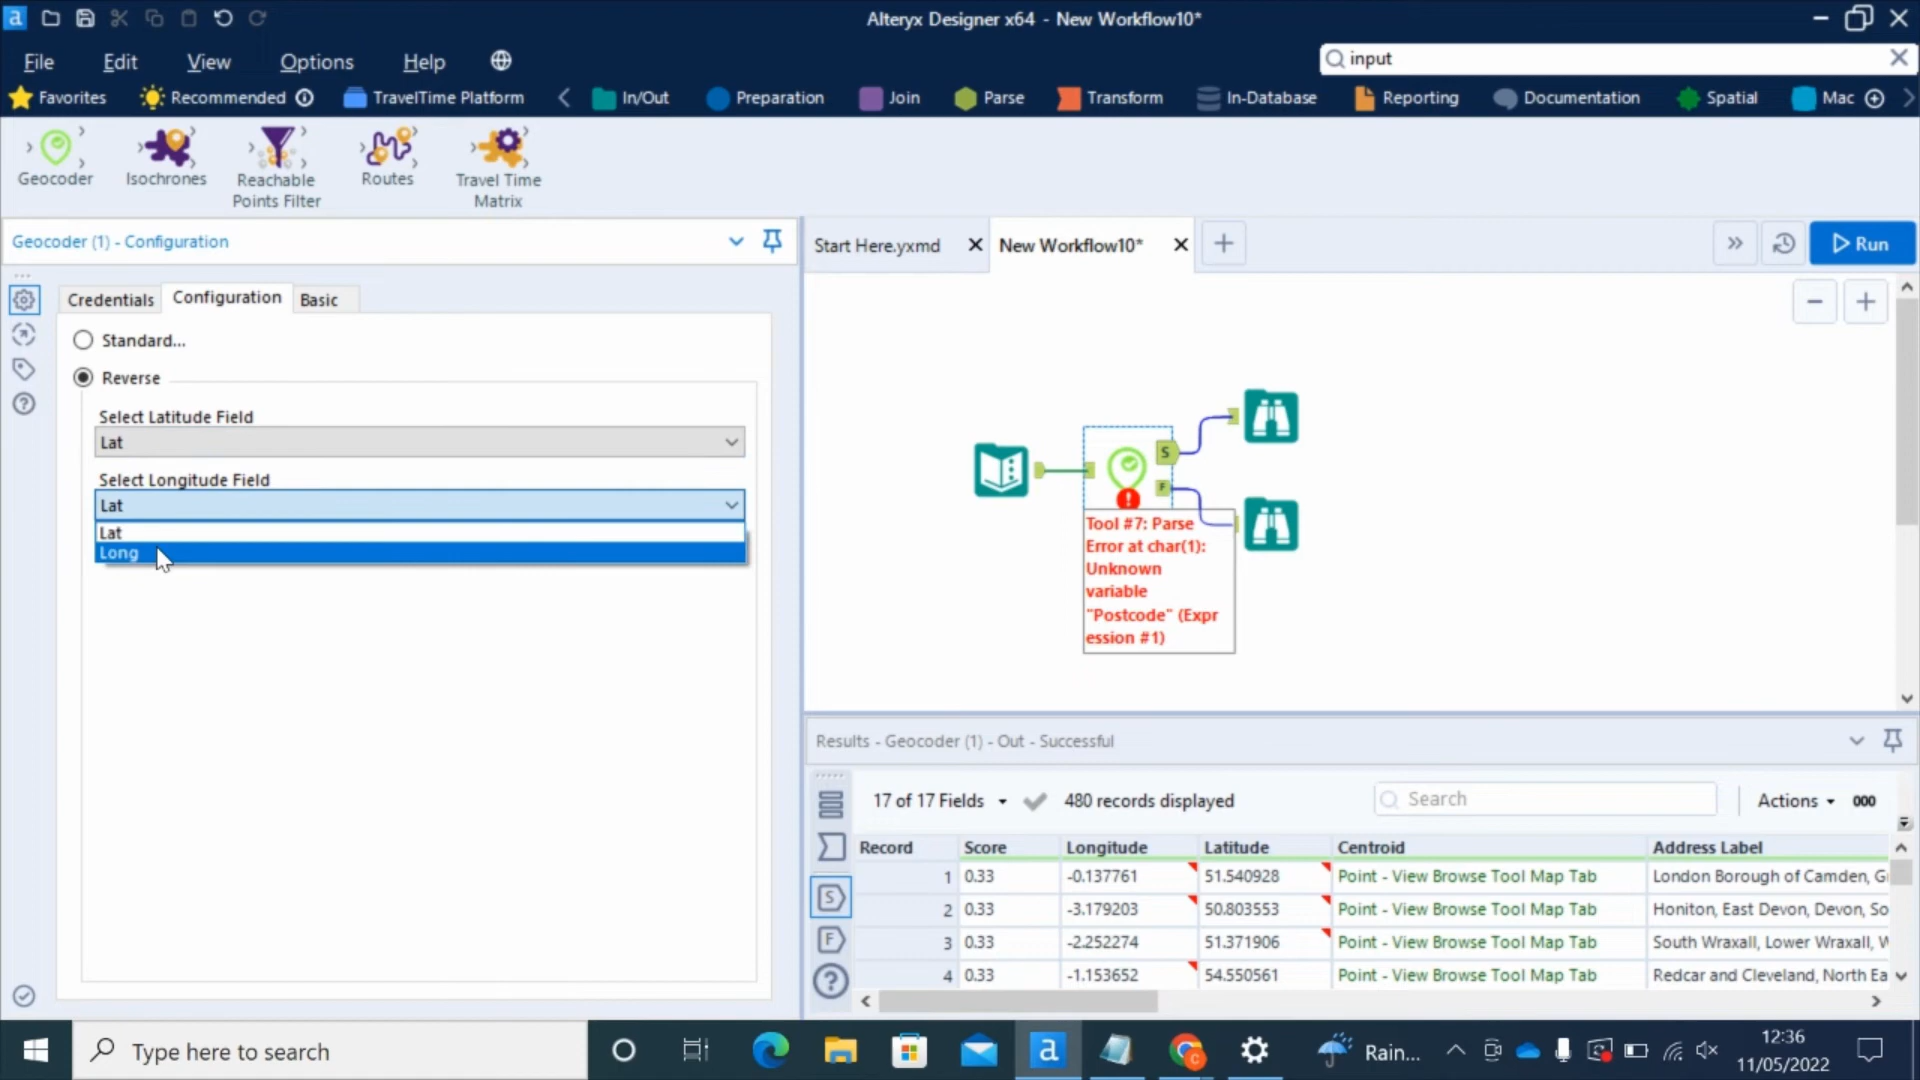 a
Alteryx Designer x64 - New Workflow10*
File Edit View Options Help
input
Favorites Recommended TravelTime Platform In/Out Preparation Join Parse Transform In-Database Reporting Documentation Spatial Mac
Geocoder
Isochrones
Reachable
Points Filter
Routes
Travel Time
Matrix
Geocoder (1) - Configuration
Credentials Configuration Basic
Standard...
Reverse
Select Latitude Field
Lat
Select Longitude Field
Lat
Lat
Long
Start Here.yxmd New Workflow10*
Run
S
F
Tool #7: Parse
Error at char(1):
Unknown
variable
"Postcode" (Expr
ession #1)
Results - Geocoder (1) - Out - Successful
17 of 17 Fields 480 records displayed Search Actions 000
Record Score Longitude Latitude Centroid Address Label
1 0.33 -0.137761 51.540928 Point - View Browse Tool Map Tab London Borough of Camden,
2 0.33 -3.179203 50.803553 Point - View Browse Tool Map Tab Honiton, East Devon, Devon, So
3 0.33 -2.252274 51.371906 Point - View Browse Tool Map Tab South Wraxall, Lower Wraxall,
4 0.33 -1.153652 54.550561 Point - View Browse Tool Map Tab Redcar and Cleveland, North Ea
S
F
Type here to search
a
Rain...
12:36
11/05/2022